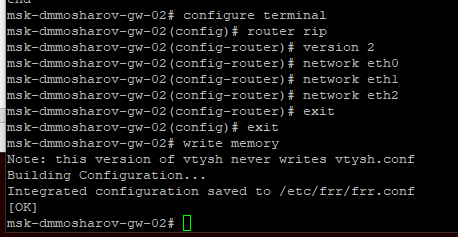 end
msk-dmmosharov-gw-02# configure terminal
msk-dmmosharov-gw-02(config)# router rip
msk-dmmosharov-gw-02(config-router)# version 2
msk-dmmosharov-gw-02(config-router)# network eth0
msk-dmmosharov-gw-02(config-router)# network eth1
msk-dmmosharov-gw-02(config-router)# network eth2
msk-dmmosharov-gw-02(config-router)# exit
msk-dmmosharov-gw-02(config)# exit
msk-dmmosharov-gw-02# write memory
Note: this version of vtysh never writes vtysh.conf
Building Configuration...
Integrated configuration saved to /etc/frr/frr.conf
[OK]
msk-dmmosharov-gw-02#